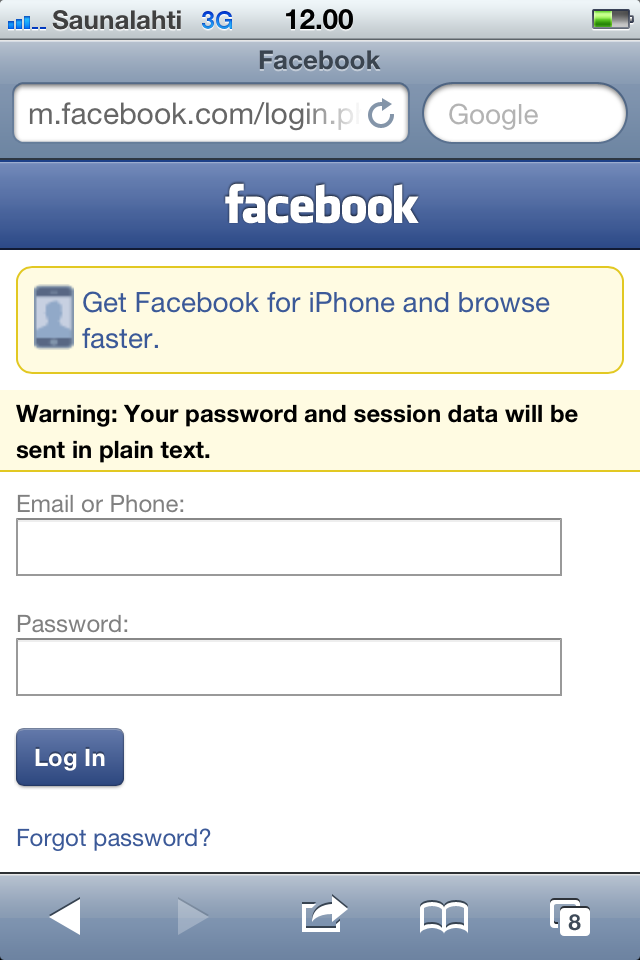 Saunalahti 3G 12.00
Facebook
m.facebook.com/login.pl Google
facebook
Get Facebook for iPhone and browse
faster.
Warning: Your password and session data will be
sent in plain text.
Email or Phone:
Password:
Log In
Forgot password?
8